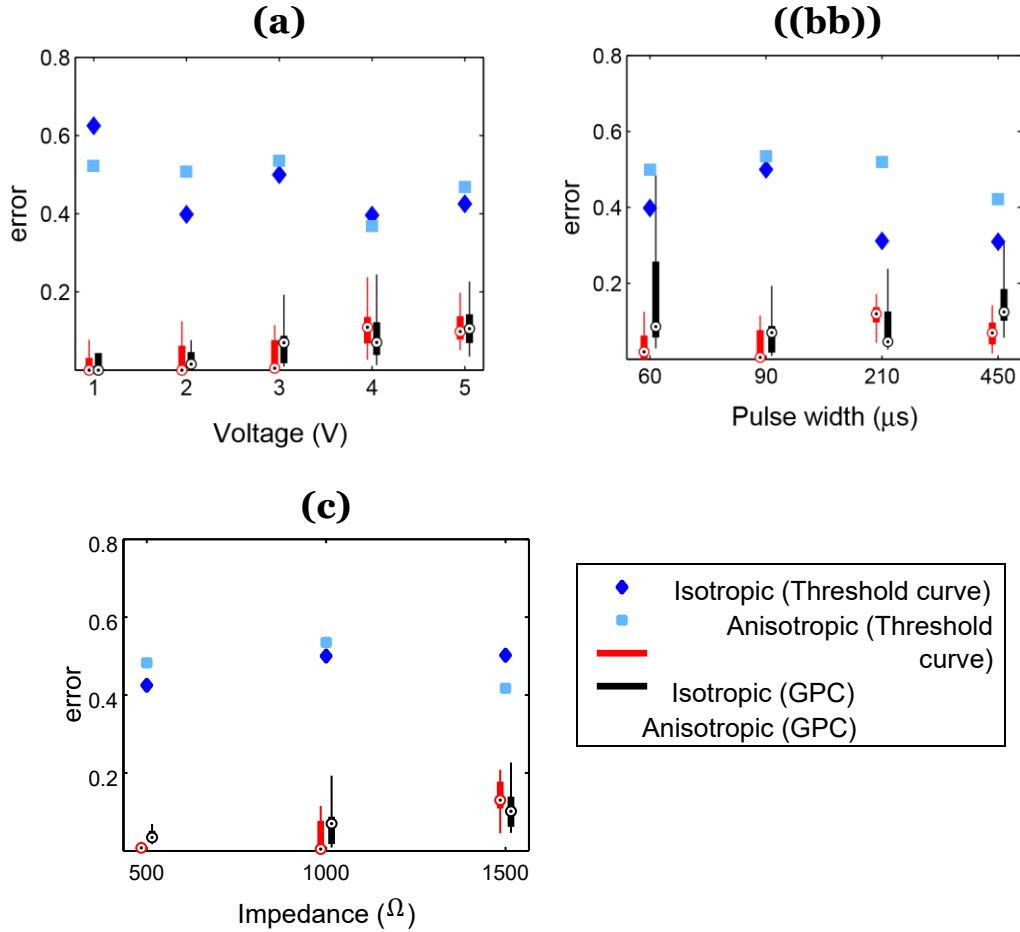 (a)
0.8
0.6
0.4
0.2
error
1 2 3 4 5
Voltage (V)
((bb))
0.8
0.6
0.4
0.2
error
60 90 210 450
Pulse width (μs)
(c)
0.8
0.6
0.4
0.2
error
500 1000 1500
Impedance (Ω)
Isotropic (Threshold curve)
Anisotropic (Threshold
curve)
Isotropic (GPC)
Anisotropic (GPC)